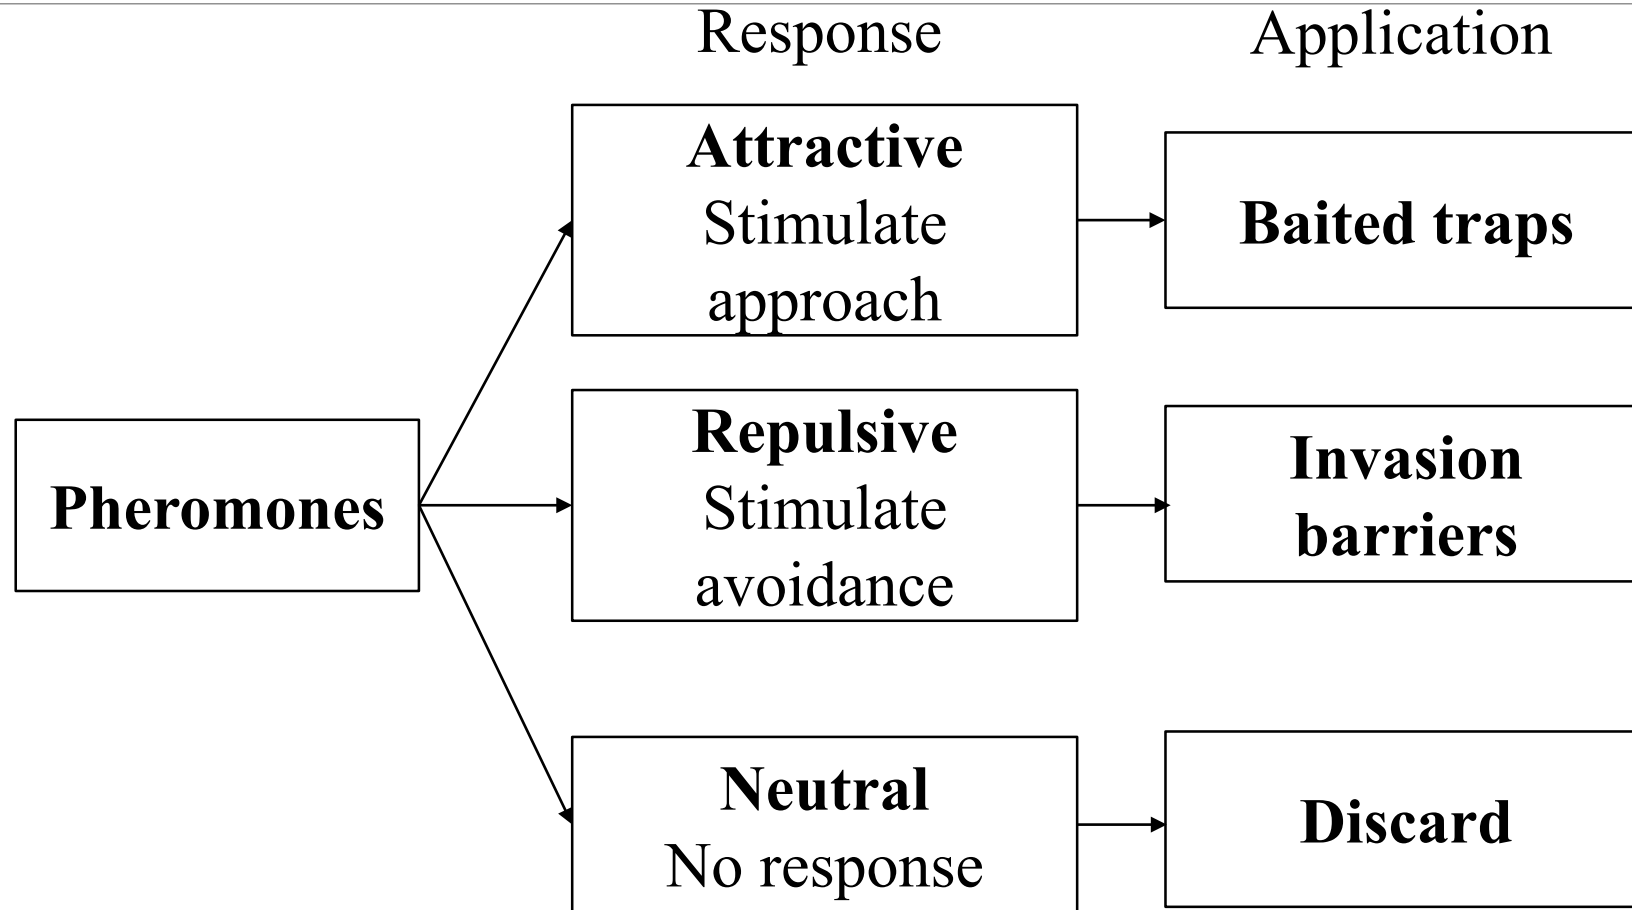 Response
Application
Attractive
Stimulate
approach
Baited traps
Pheromones
Repulsive
Stimulate
avoidance
Invasion
barriers
Neutral
No response
Discard